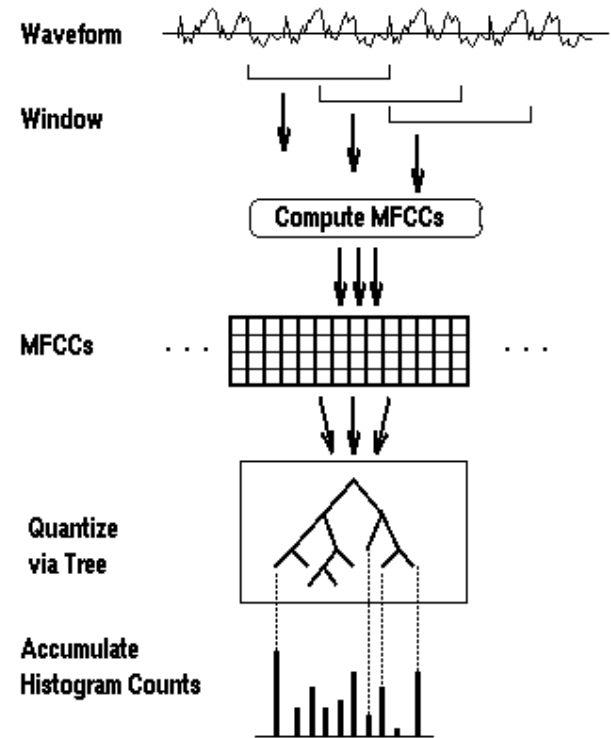 Waveform
Window
Compute MFCCs
MFCCs
. . .
. . .
Quantize
via Tree
Accumulate
Histogram Counts